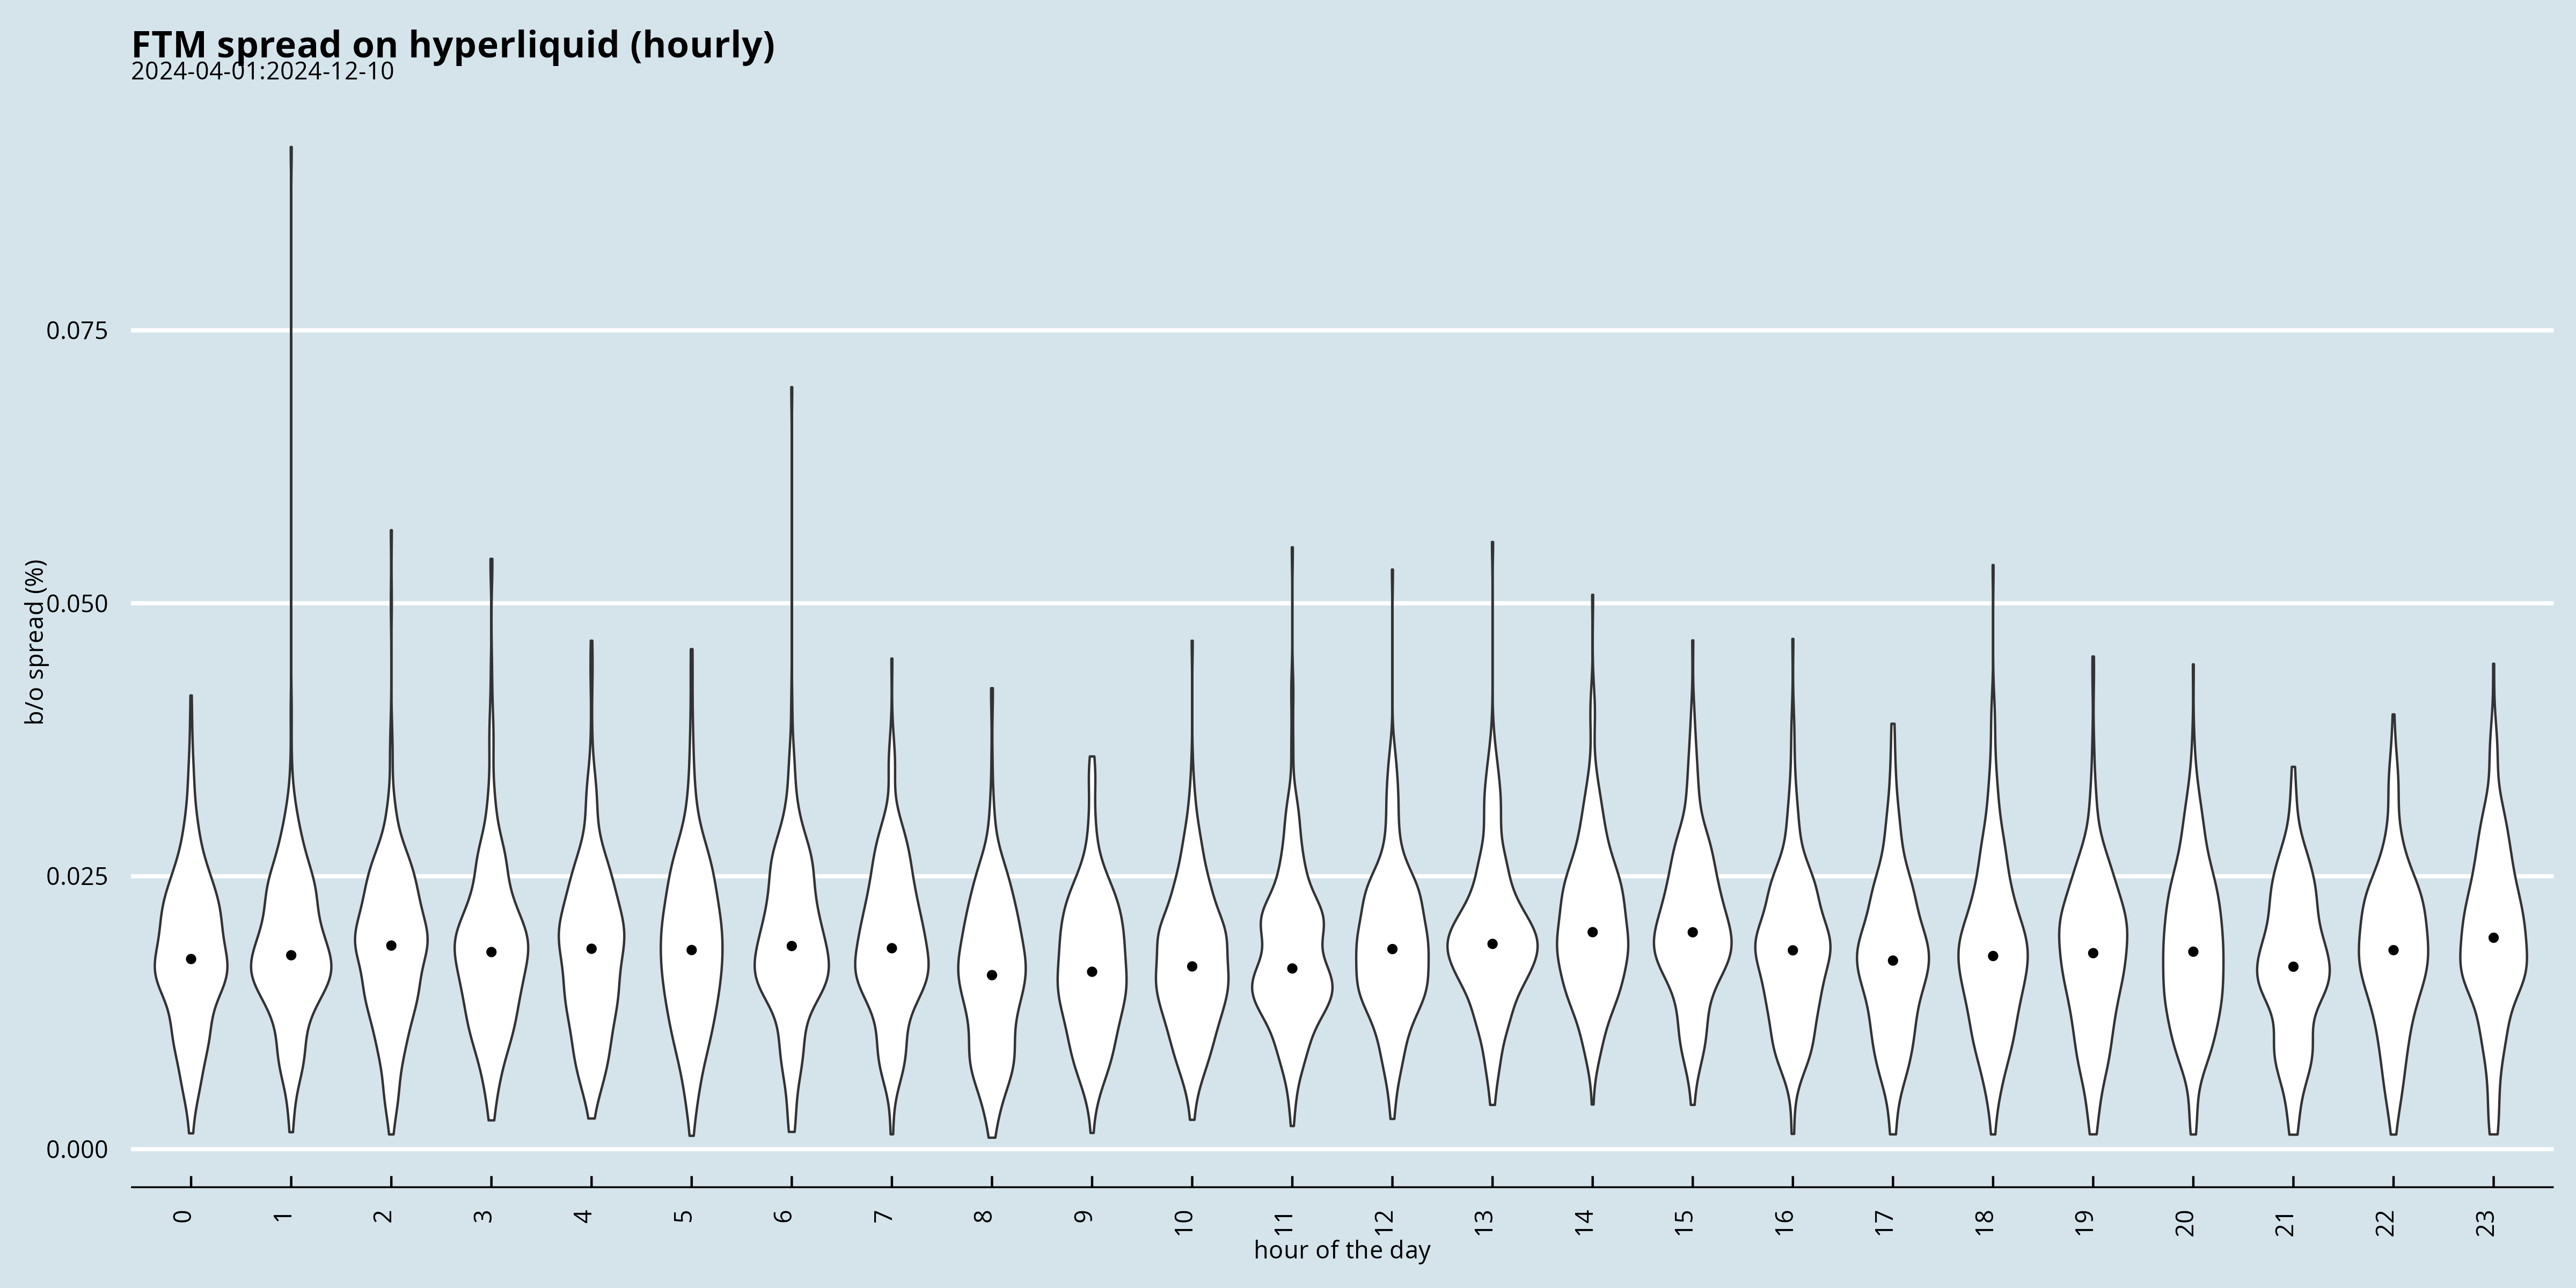 FTM spread on hyperliquid (hourly)
2024-04-01:2024-12-10
b/o spread (%)
0.075
0.050
0.025
0.000
0 1 2 3 4 5 6 7 8 9 10 11 12 13 14 15 16 17 18 19 20 21 22 23
hour of the day